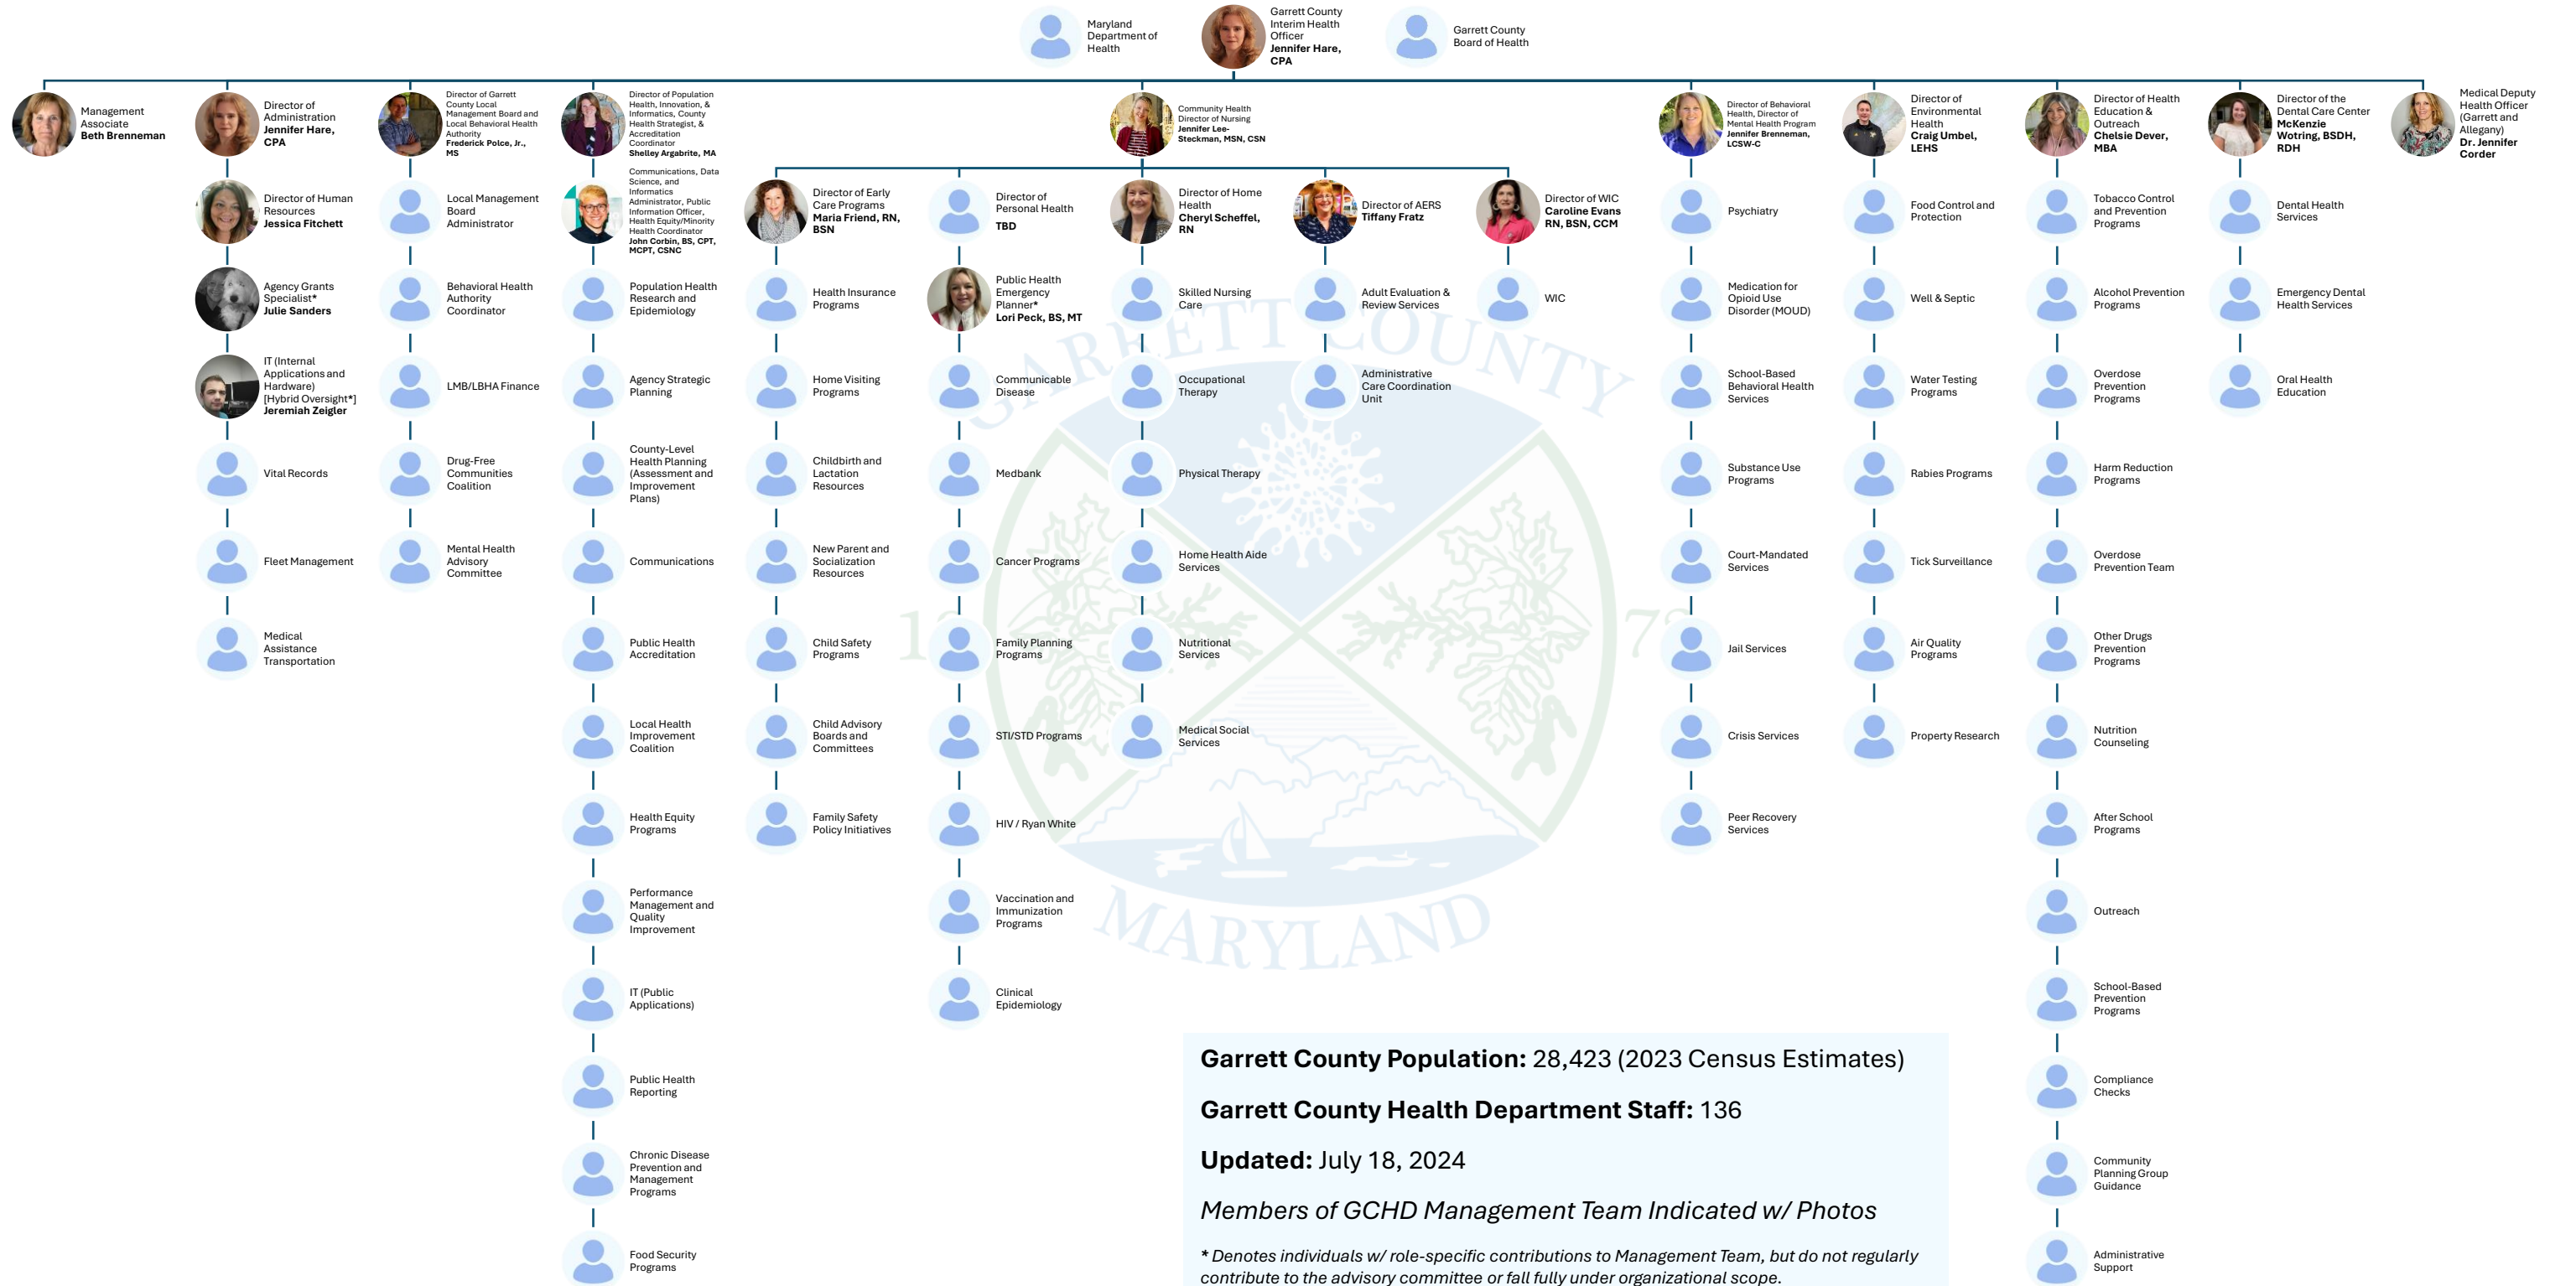 Maryland
Department of
Health
Garrett County
Interim Health
Officer
Jennifer Hare,
CPA
Garrett County
Board of Health
Management
Associate
Beth Brenneman
Director of
Administration
Jennifer Hare,
CPA
Director of Garrett
County Local
Management Board and
Local Behavioral Health
Authority
Frederick Polce, Jr.,
MS
Director of Population
Health, Innovation, &
Informatics, County
Health Strategist, &
Accreditation
Coordinator
Shelley Argabrite, MA
Community Health
Director of Nursing
Jennifer Lee-
Steckman, MSN, CSN
Director of Behavioral
Health, Director of
Mental Health Program
Jennifer Brenneman,
LCSW-C
Director of
Environmental
Health
Craig Umbel,
LEHS
Director of Health
Education &
Outreach
Chelsie Dever,
MBA
Director of the
Dental Care Center
McKenzie
Wotring, BSDH,
RDH
Medical Deputy
Health Officer
(Garrett and
Allegany)
Dr. Jennifer
Corder
Director of Human
Resources
Jessica Fitchett
Agency Grants
Specialist*
Julie Sanders
IT (Internal
Applications and
Hardware)
[Hybrid Oversight*]
Jeremiah Zeigler
Vital Records
Fleet Management
Medical
Assistance
Transportation
Local Management
Board
Administrator
Behavioral Health
Authority
Coordinator
LMB/LBHA Finance
Drug-Free
Communities
Coalition
Mental Health
Advisory
Committee
Communications, Data
Science, and
Informatics
Administrator, Public
Information Officer,
Health Equity/Minority
Health Coordinator
John Corbin, BS, CPT,
MCPT, CSNC
Population Health
Research and
Epidemiology
Agency Strategic
Planning
County-Level
Health Planning
(Assessment and
Improvement
Plans)
Communications
Public Health
Accreditation
Local Health
Improvement
Coalition
Health Equity
Programs
Performance
Management and
Quality
Improvement
IT (Public
Applications)
Public Health
Reporting
Chronic Disease
Prevention and
Management
Programs
Food Security
Programs
Director of Early
Care Programs
Maria Friend, RN,
BSN
Health Insurance
Programs
Home Visiting
Programs
Childbirth and
Lactation
Resources
New Parent and
Socialization
Resources
Child Safety
Programs
Child Advisory
Boards and
Committees
Family Safety
Policy Initiatives
Director of
Personal Health
TBD
Public Health
Emergency
Planner*
Lori Peck, BS, MT
Communicable
Disease
Medbank
Cancer Programs
Family Planning
Programs
STI/STD Programs
HIV / Ryan White
Vaccination and
Immunization
Programs
Clinical
Epidemiology
Director of Home
Health
Cheryl Scheffel,
RN
Skilled Nursing
Care
Occupational
Therapy
Physical Therapy
Home Health Aide
Services
Nutritional
Services
Medical Social
Services
Director of AERS
Tiffany Fratz
Adult Evaluation &
Review Services
Administrative
Care Coordination
Unit
Director of WIC
Caroline Evans
RN, BSN, CCM
WIC
Psychiatry
Medication for
Opioid Use
Disorder (MOUD)
School-Based
Behavioral Health
Services
Substance Use
Programs
Court-Mandated
Services
Jail Services
Crisis Services
Peer Recovery
Services
Food Control and
Protection
Well & Septic
Water Testing
Programs
Rabies Programs
Tick Surveillance
Air Quality
Programs
Property Research
Tobacco Control
and Prevention
Programs
Alcohol Prevention
Programs
Overdose
Prevention
Programs
Harm Reduction
Programs
Overdose
Prevention Team
Other Drugs
Prevention
Programs
Nutrition
Counseling
After School
Programs
Outreach
School-Based
Prevention
Programs
Compliance
Checks
Community
Planning Group
Guidance
Administrative
Support
Dental Health
Services
Emergency Dental
Health Services
Oral Health
Education
GARRETT COUNTY
MARYLAND
Garrett County Population: 28,423 (2023 Census Estimates)
Garrett County Health Department Staff: 136
Updated: July 18, 2024
Members of GCHD Management Team Indicated w/ Photos
* Denotes individuals w/ role-specific contributions to Management Team, but do not regularly
contribute to the advisory committee or fall fully under organizational scope.